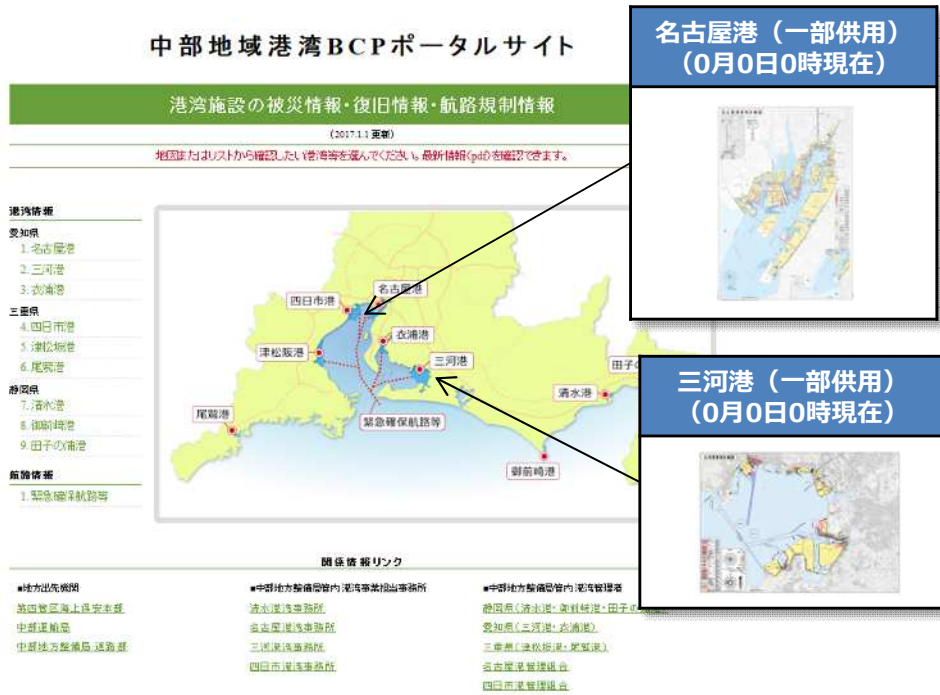 中部地域港湾BCPポータルサイト
港湾施設の被災情報・復旧情報・航路規制情報
(2017.1.1 更新)
地図またはリストから確認したい港湾等を選んでください。最新情報(pdf)を確認できます。
港湾情報
愛知県
1. 名古屋港
2. 三河港
3. 衣浦港
三重県
4. 四日市港
5. 津松坂港
6. 尾鷲港
静岡県
7. 清水港
8. 御前崎港
9. 田子の浦港
航路情報
1. 緊急確保航路等
四日市港
名古屋港
衣浦港
津松阪港
三河港
田子の
清水港
尾鷲港
緊急確保航路等
御前崎港
名古屋港（一部供用）
（0月0日0時現在）
三河港（一部供用）
（0月0日0時現在）
関係情報リンク
■地方出先機関
第四管区海上保安本部
中部運輸局
中部地方整備局 道路部
■中部地方整備局管内 港湾事業担当事務所
清水港湾事務所
名古屋港湾事務所
三河港湾事務所
四日市港湾事務所
■中部地方整備局管内 港湾管理者
静岡県(清水港・御前崎港・田子の
愛知県(三河港・衣浦港)
三重県(津松坂港・尾鷲港)
名古屋港管理組合
四日市港管理組合